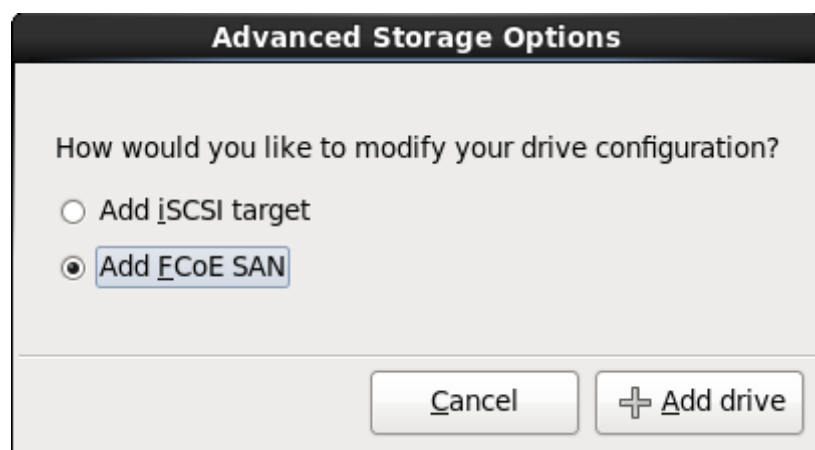 Advanced Storage Options
How would you like to modify your drive configuration?
Add iSCSI target
Add FCoE SAN
Cancel
Add drive